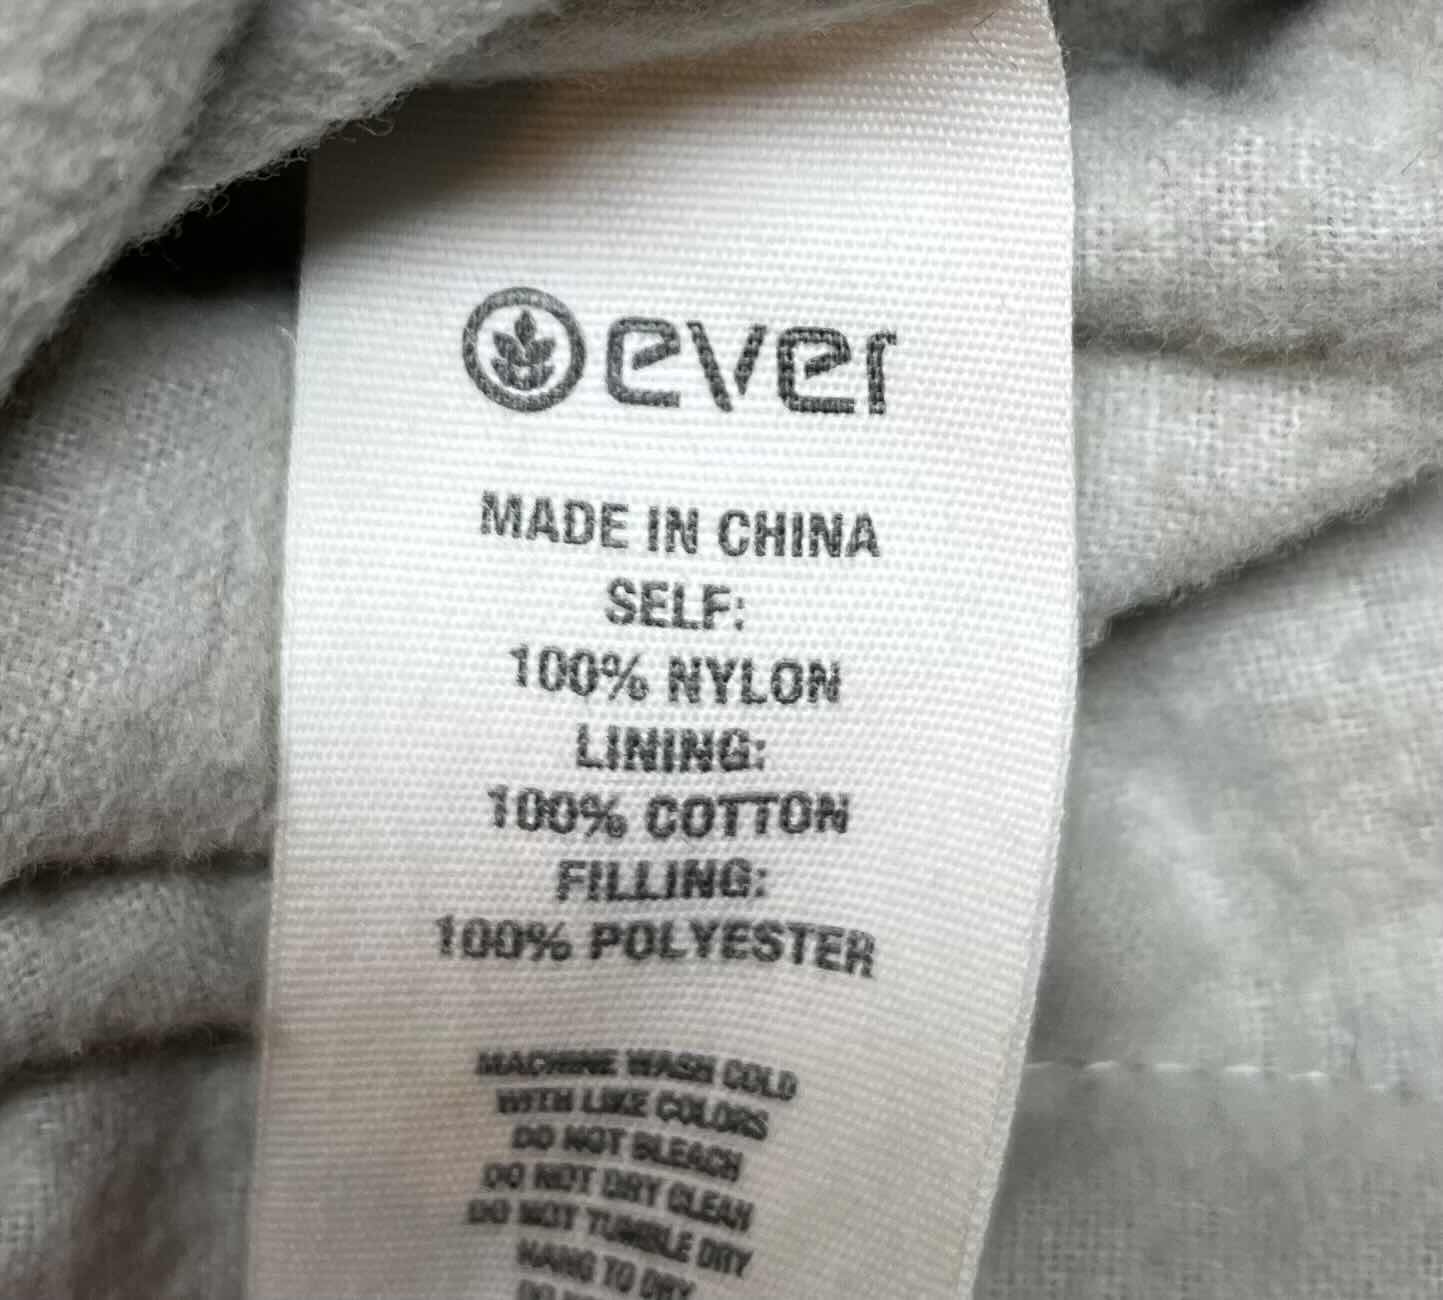 ever
MADE IN CHINA
SELF:
100% NYLON
LINING:
100% COTTON
FILLING:
100% POLYESTER
MACHINE WASH COLD
WITH LIKE COLORS
DO NOT BLEACH
DO NOT DRY CLEAN
DO NOT TUMBLE DRY
HANG TO DRY